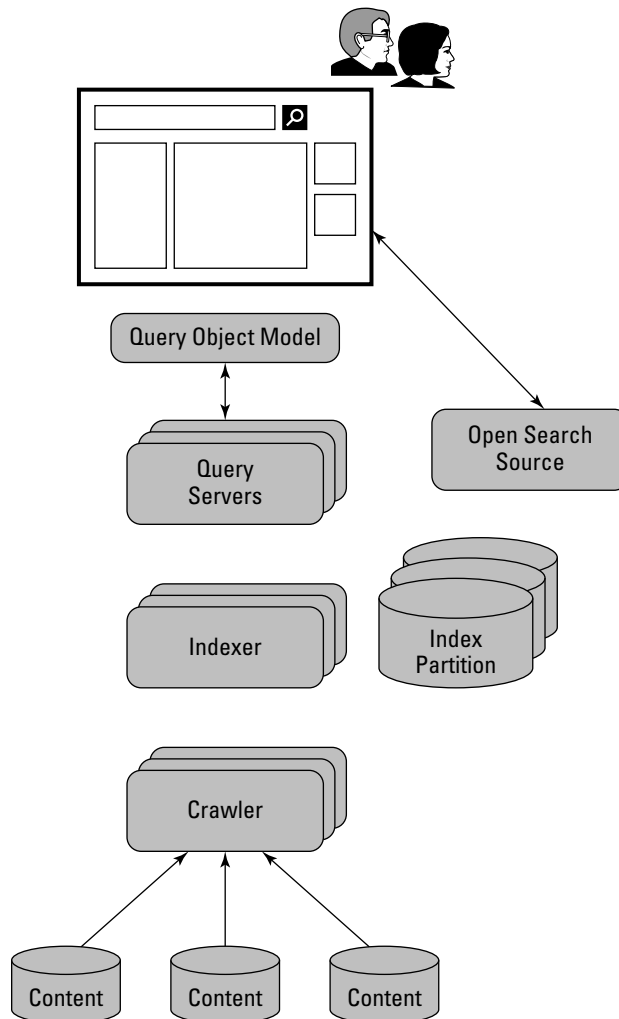 Query Object Model
Query
Servers
Open Search
Source
Indexer
Index
Partition
Crawler
Content
Content
Content